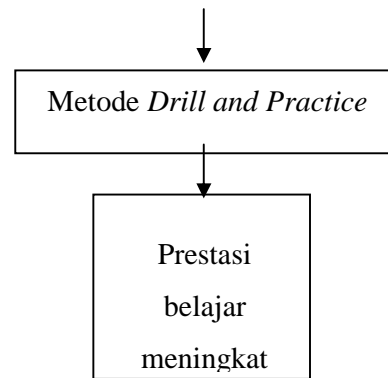 Metode Drill and Practice
Prestasi
belajar
meningkat